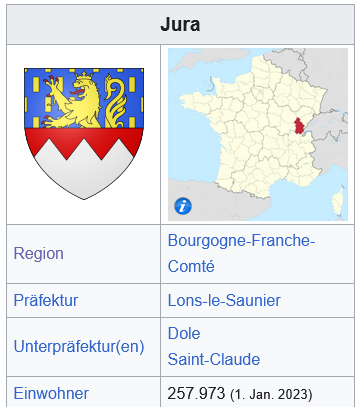 Jura
Region
Bourgogne-Franche-
Comté
Präfektur
Lons-le-Saunier
Unterpräfektur(en)
Dole
Saint-Claude
Einwohner
257.973 (1. Jan. 2023)